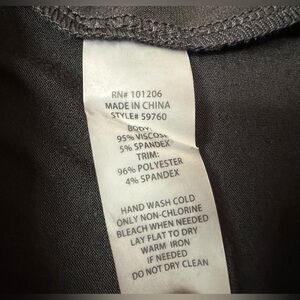 RN# 101206
MADE IN CHINA
STYLE# 59760
BODY:
95% VISCOSE
5% SPANDEX
TRIM:
96% POLYESTER
4% SPANDEX
HAND WASH COLD
ONLY NON-CHLORINE
BLEACH WHEN NEEDED
LAY FLAT TO DRY
WARM IRON
IF NEEDED
DO NOT DRY CLEAN